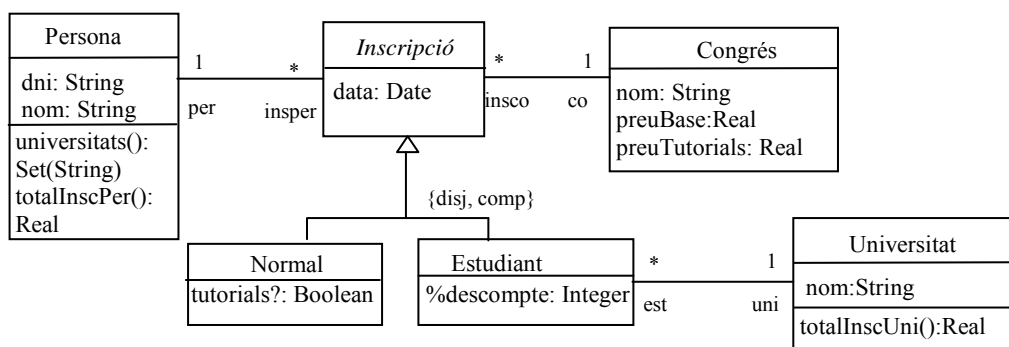 Persona
dni: String
nom: String
universitats():
Set(String)
totalInscPer():
Real
1
per
*
insper
Inscripció
data: Date
*
insco
1
co
Congrés
nom: String
preuBase:Real
preuTutorials: Real
{disj, comp}
Normal
tutorials?: Boolean
Estudiant
%descompte: Integer
*
est
1
uni
Universitat
nom:String
totalInscUni():Real